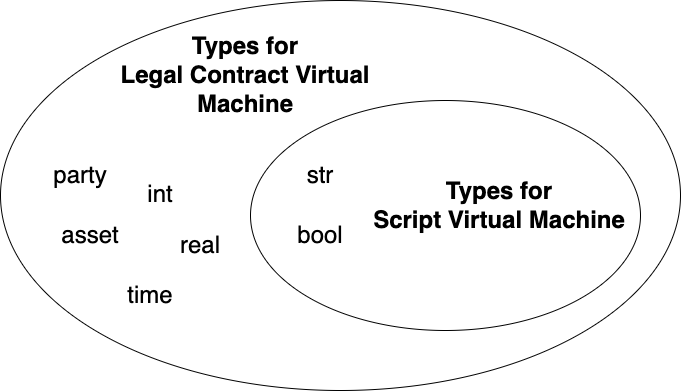 Types for
Legal Contract Virtual
Machine
party
int
str
Types for
Script Virtual Machine
asset
real
bool
time